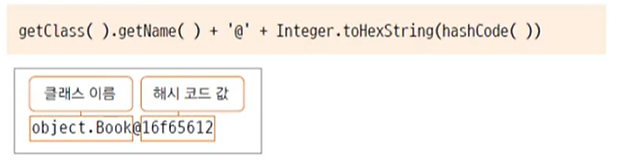 getClass( ).getName( ) + '@' + Integer.toHexString(hashCode( ))
클래스 이름 해시 코드 값
object.Book@16f65612